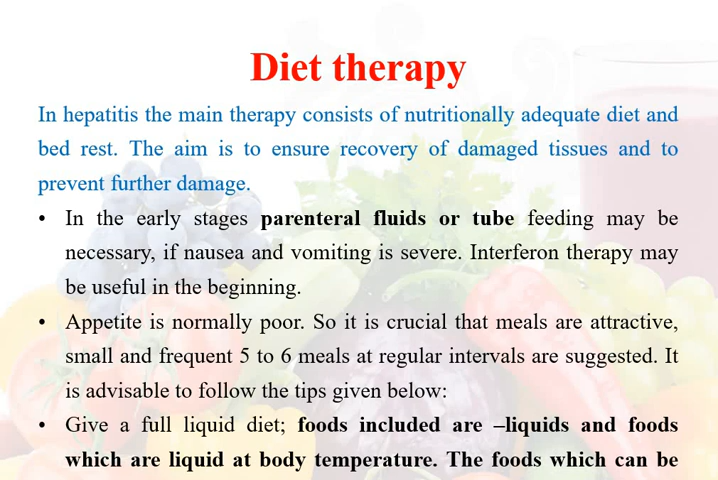 Diet therapy
In hepatitis the main therapy consists of nutritionally adequate diet and
bed rest. The aim is to ensure recovery of damaged tissues and to
prevent further damage.
• In the early stages parenteral fluids or tube feeding may be
necessary, if nausea and vomiting is severe. Interferon therapy may
be useful in the beginning.
• Appetite is normally poor. So it is crucial that meals are attractive,
small and frequent 5 to 6 meals at regular intervals are suggested. It
is advisable to follow the tips given below:
• Give a full liquid diet; foods included are –liquids and foods
which are liquid at body temperature. The foods which can be